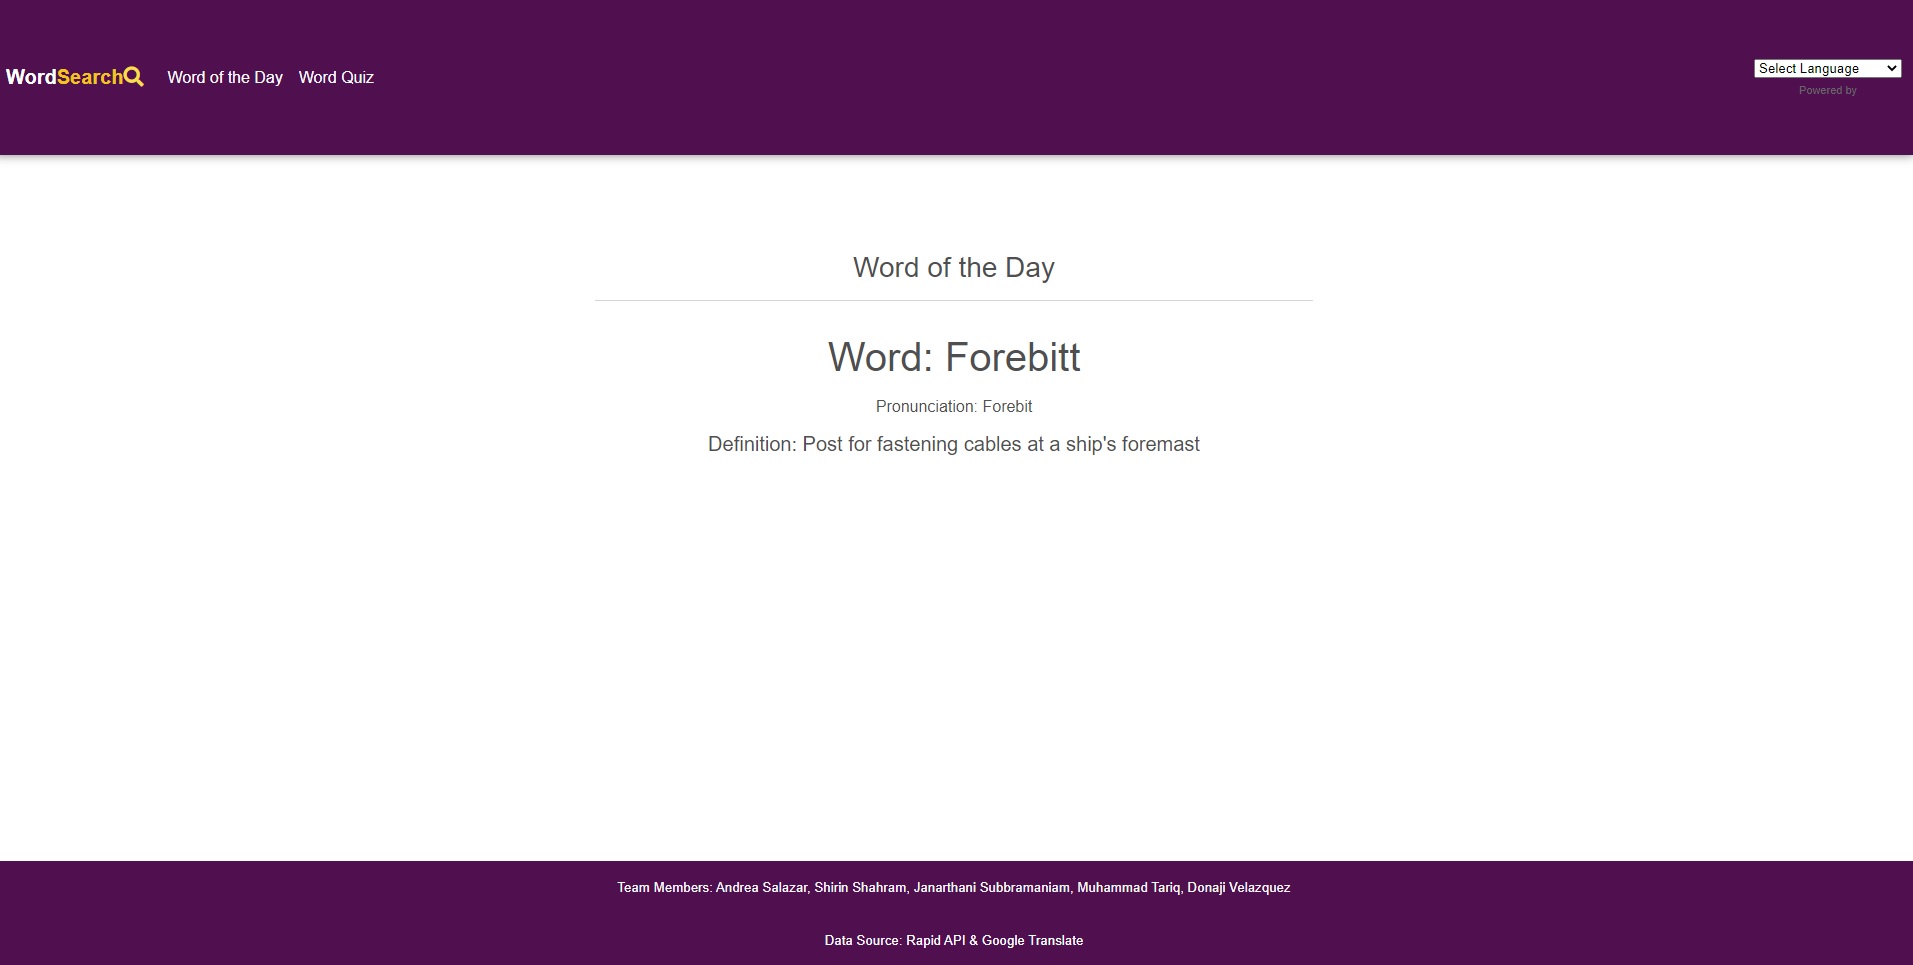 WordSearch Word of the Day Word Quiz Select Language
Powered by
Word of the Day
Word: Forebitt
Pronunciation: Forebit
Definition: Post for fastening cables at a ship's foremast
Team Members: Andrea Salazar, Shirin Shahram, Janarthani Subbramaniam, Muhammad Tariq, Donaji Velazquez
Data Source: Rapid API & Google Translate